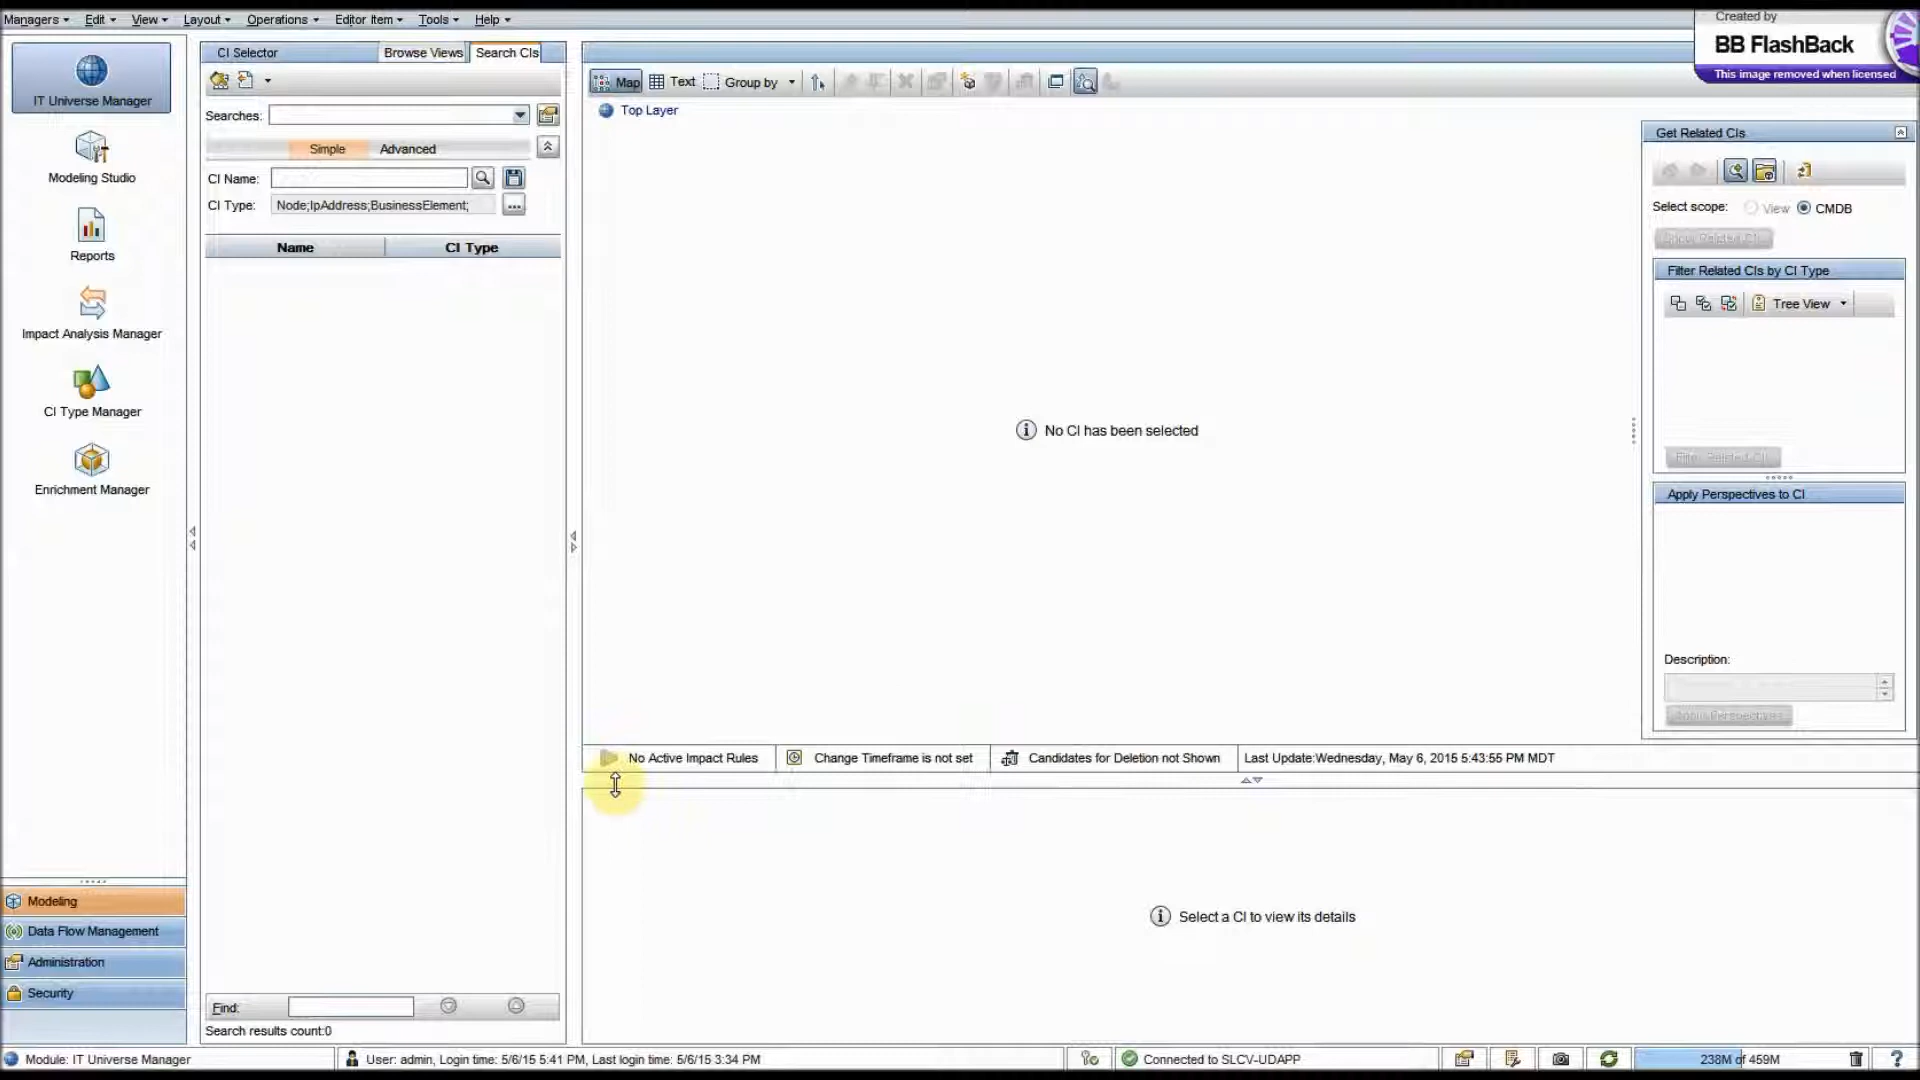 Managers Edit View Layout Operations Editor Item Tools Help
Created by
BB FlashBack
This image removed when licensed
IT Universe Manager
Modeling Studio
Reports
Impact Analysis Manager
CI Type Manager
Enrichment Manager
Modeling
Data Flow Management
Administration
Security
CI Selector Browse Views Search CIs
Searches:
Simple Advanced
CI Name:
CI Type: Node;IpAddress;BusinessElement; ...
Name CI Type
Find:
Search results count:0
Map Text Group by
Top Layer
No CI has been selected
No Active Impact Rules Change Timeframe is not set Candidates for Deletion not Shown Last Update:Wednesday, May 6, 2015 5:43:55 PM MDT
Select a CI to view its details
Get Related CIs
Select scope: View CMDB
Show Related CIs
Filter Related CIs by CI Type
Tree View
Filter Related CIs
Apply Perspectives to CI
Description:
Apply Perspectives
Module: IT Universe Manager User: admin, Login time: 5/6/15 5:41 PM, Last login time: 5/6/15 3:34 PM Connected to SLCV-UDAPP 238M of 459M ?